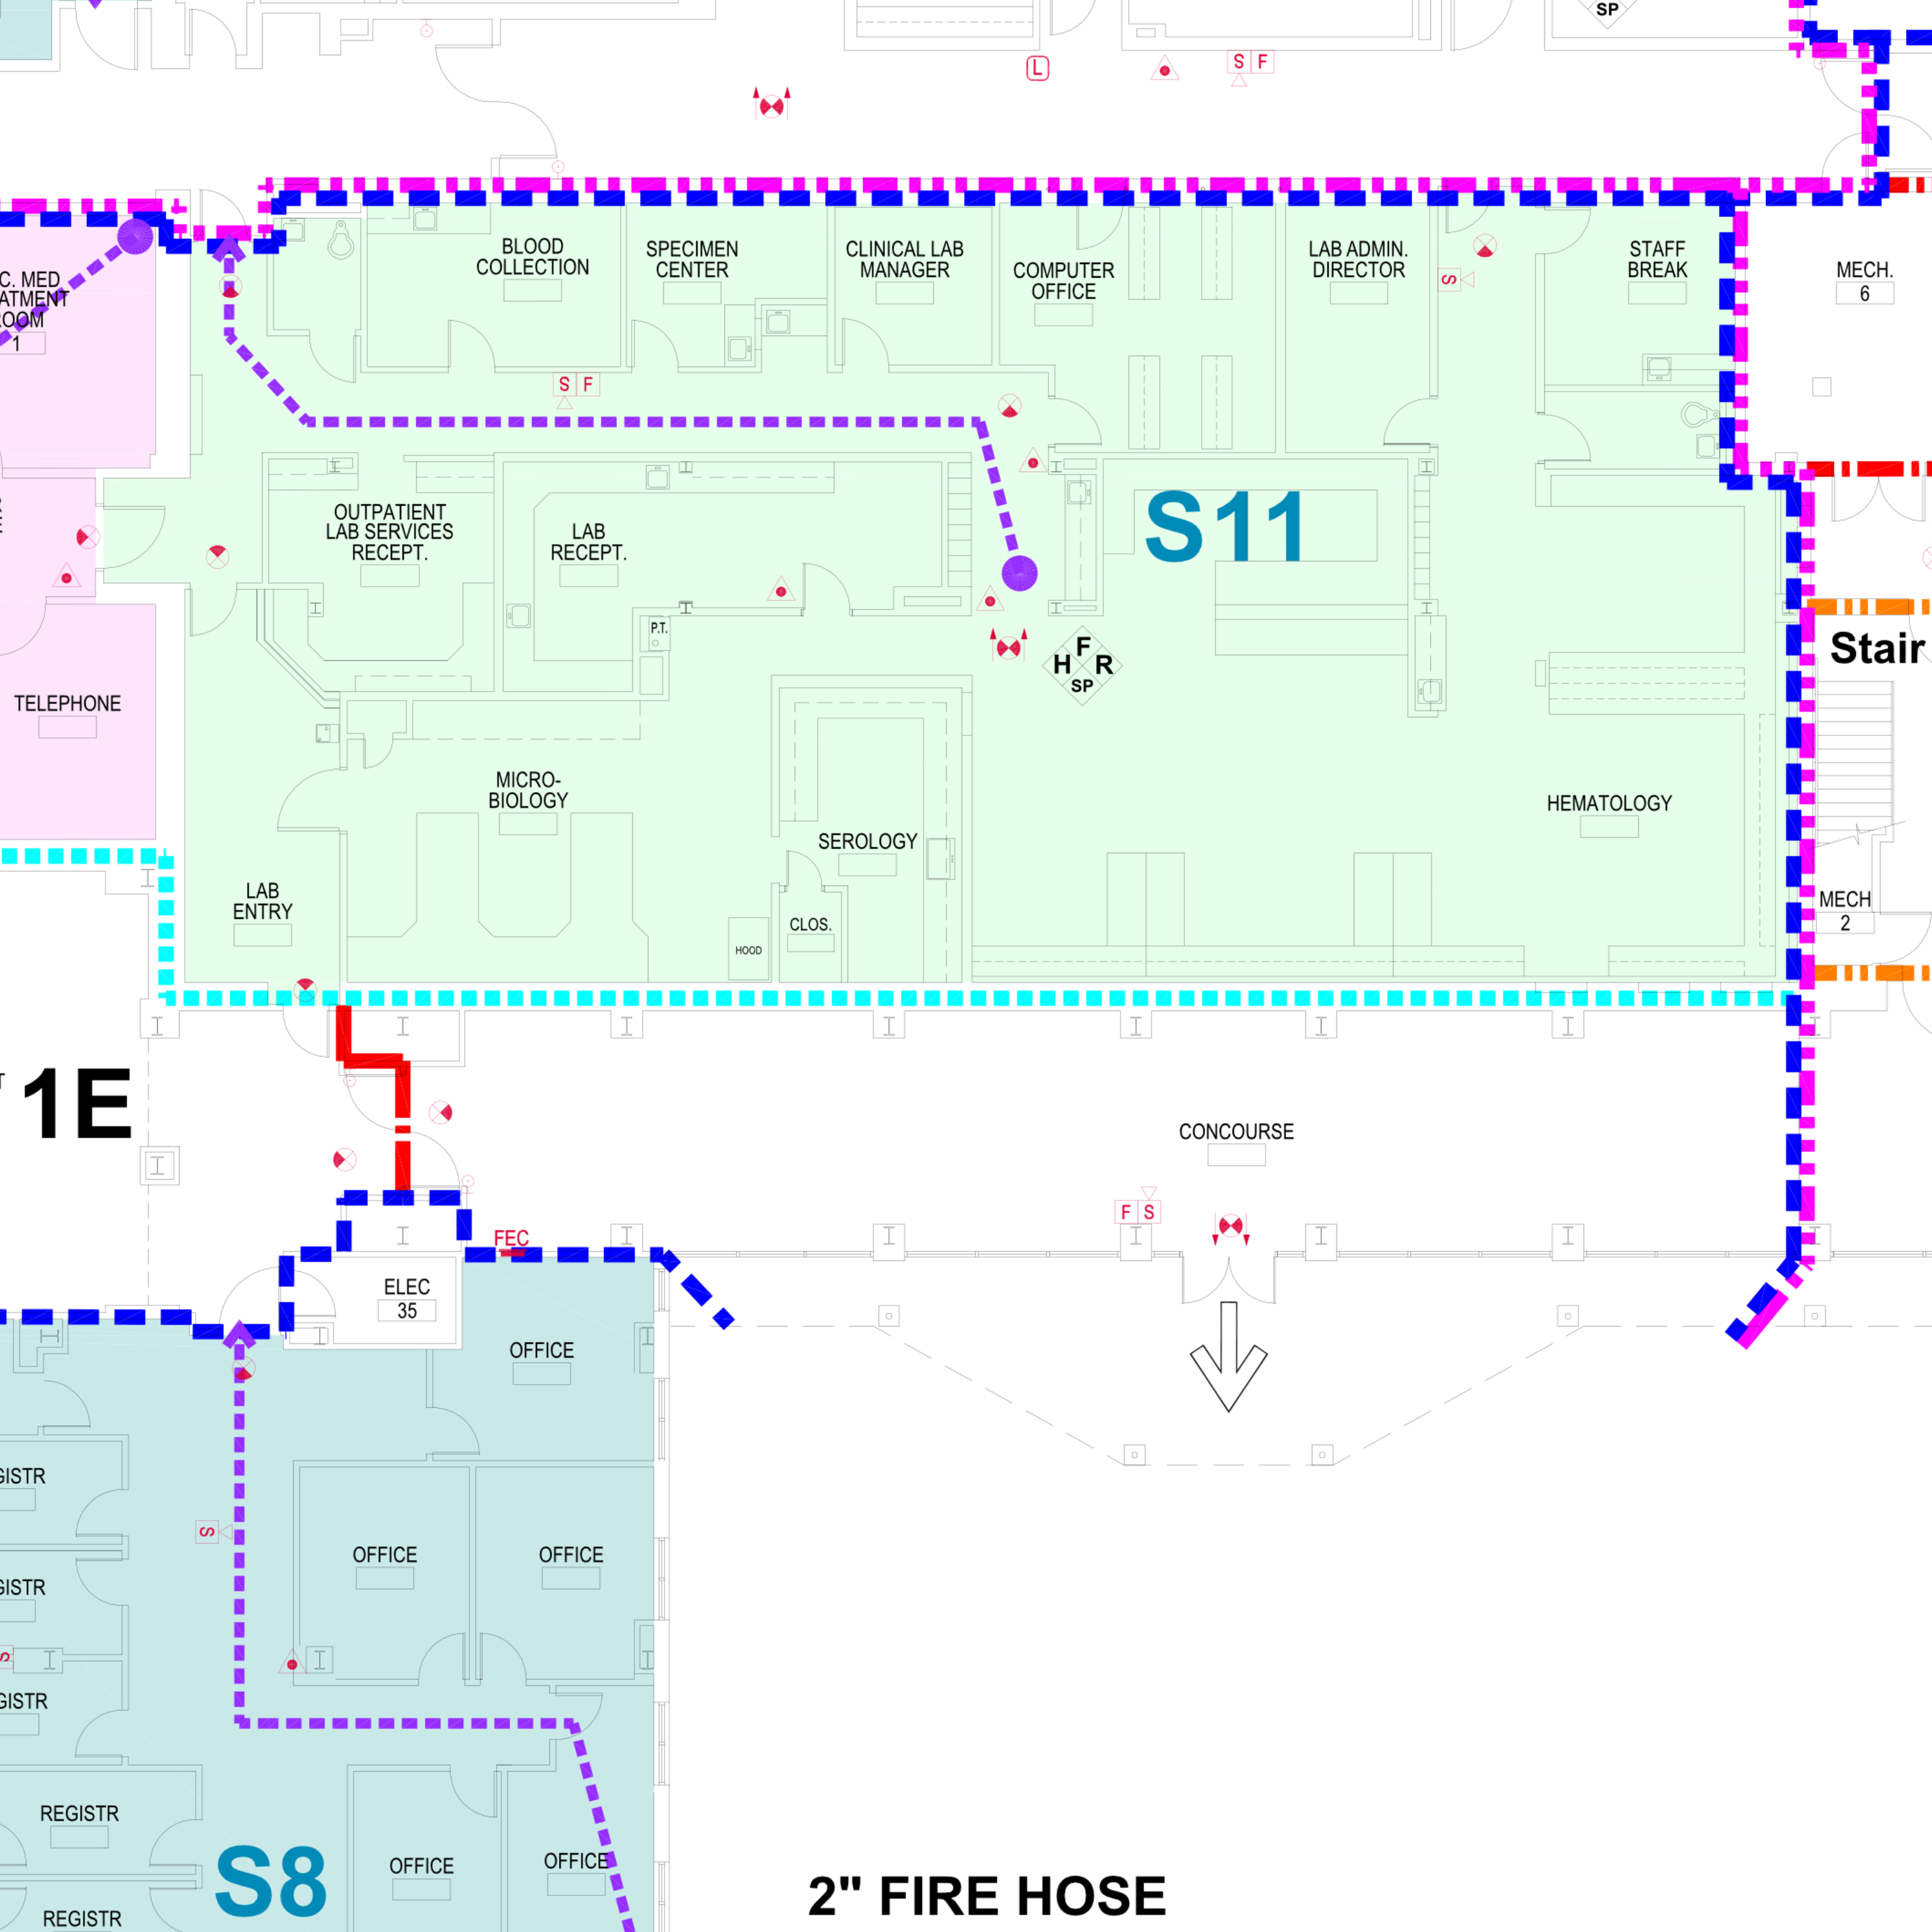 SP
L
S F
BLOOD
COLLECTION
SPECIMEN
CENTER
CLINICAL LAB
MANAGER
COMPUTER
OFFICE
LAB ADMIN.
DIRECTOR
S
STAFF
BREAK
MECH.
6
C. MED
ATMENT
ROOM
1
S F
OUTPATIENT
LAB SERVICES
RECEPT.
LAB
RECEPT.
S11
P.T.
F
H R
SP
Stair
TELEPHONE
MICRO-
BIOLOGY
SEROLOGY
HEMATOLOGY
LAB
ENTRY
CLOS.
HOOD
MECH
2
1E
CONCOURSE
F S
FEC
ELEC
35
OFFICE
GISTR
S
OFFICE
OFFICE
GISTR
S
GISTR
REGISTR
OFFICE
OFFICE
S8
REGISTR
2" FIRE HOSE